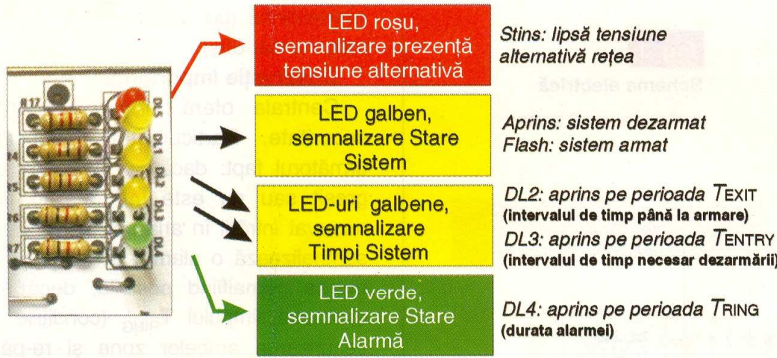 LED roșu,
semanlizare prezență
tensiune alternativă
Stins: lipsă tensiune
alternativă rețea
LED galben,
semnalizare Stare
Sistem
Aprins: sistem dezarmat
Flash: sistem armat
LED-uri galbene,
semnalizare
Timpi Sistem
DL2: aprins pe perioada TEXIT
(intervalul de timp până la armare)
DL3: aprins pe perioada TENTRY
(intervalul de timp necesar dezarmării)
LED verde,
semnalizare Stare
Alarmă
DL4: aprins pe perioada TRING
(durata alarmei)
R17
DL5
DL1
DL2
DL3